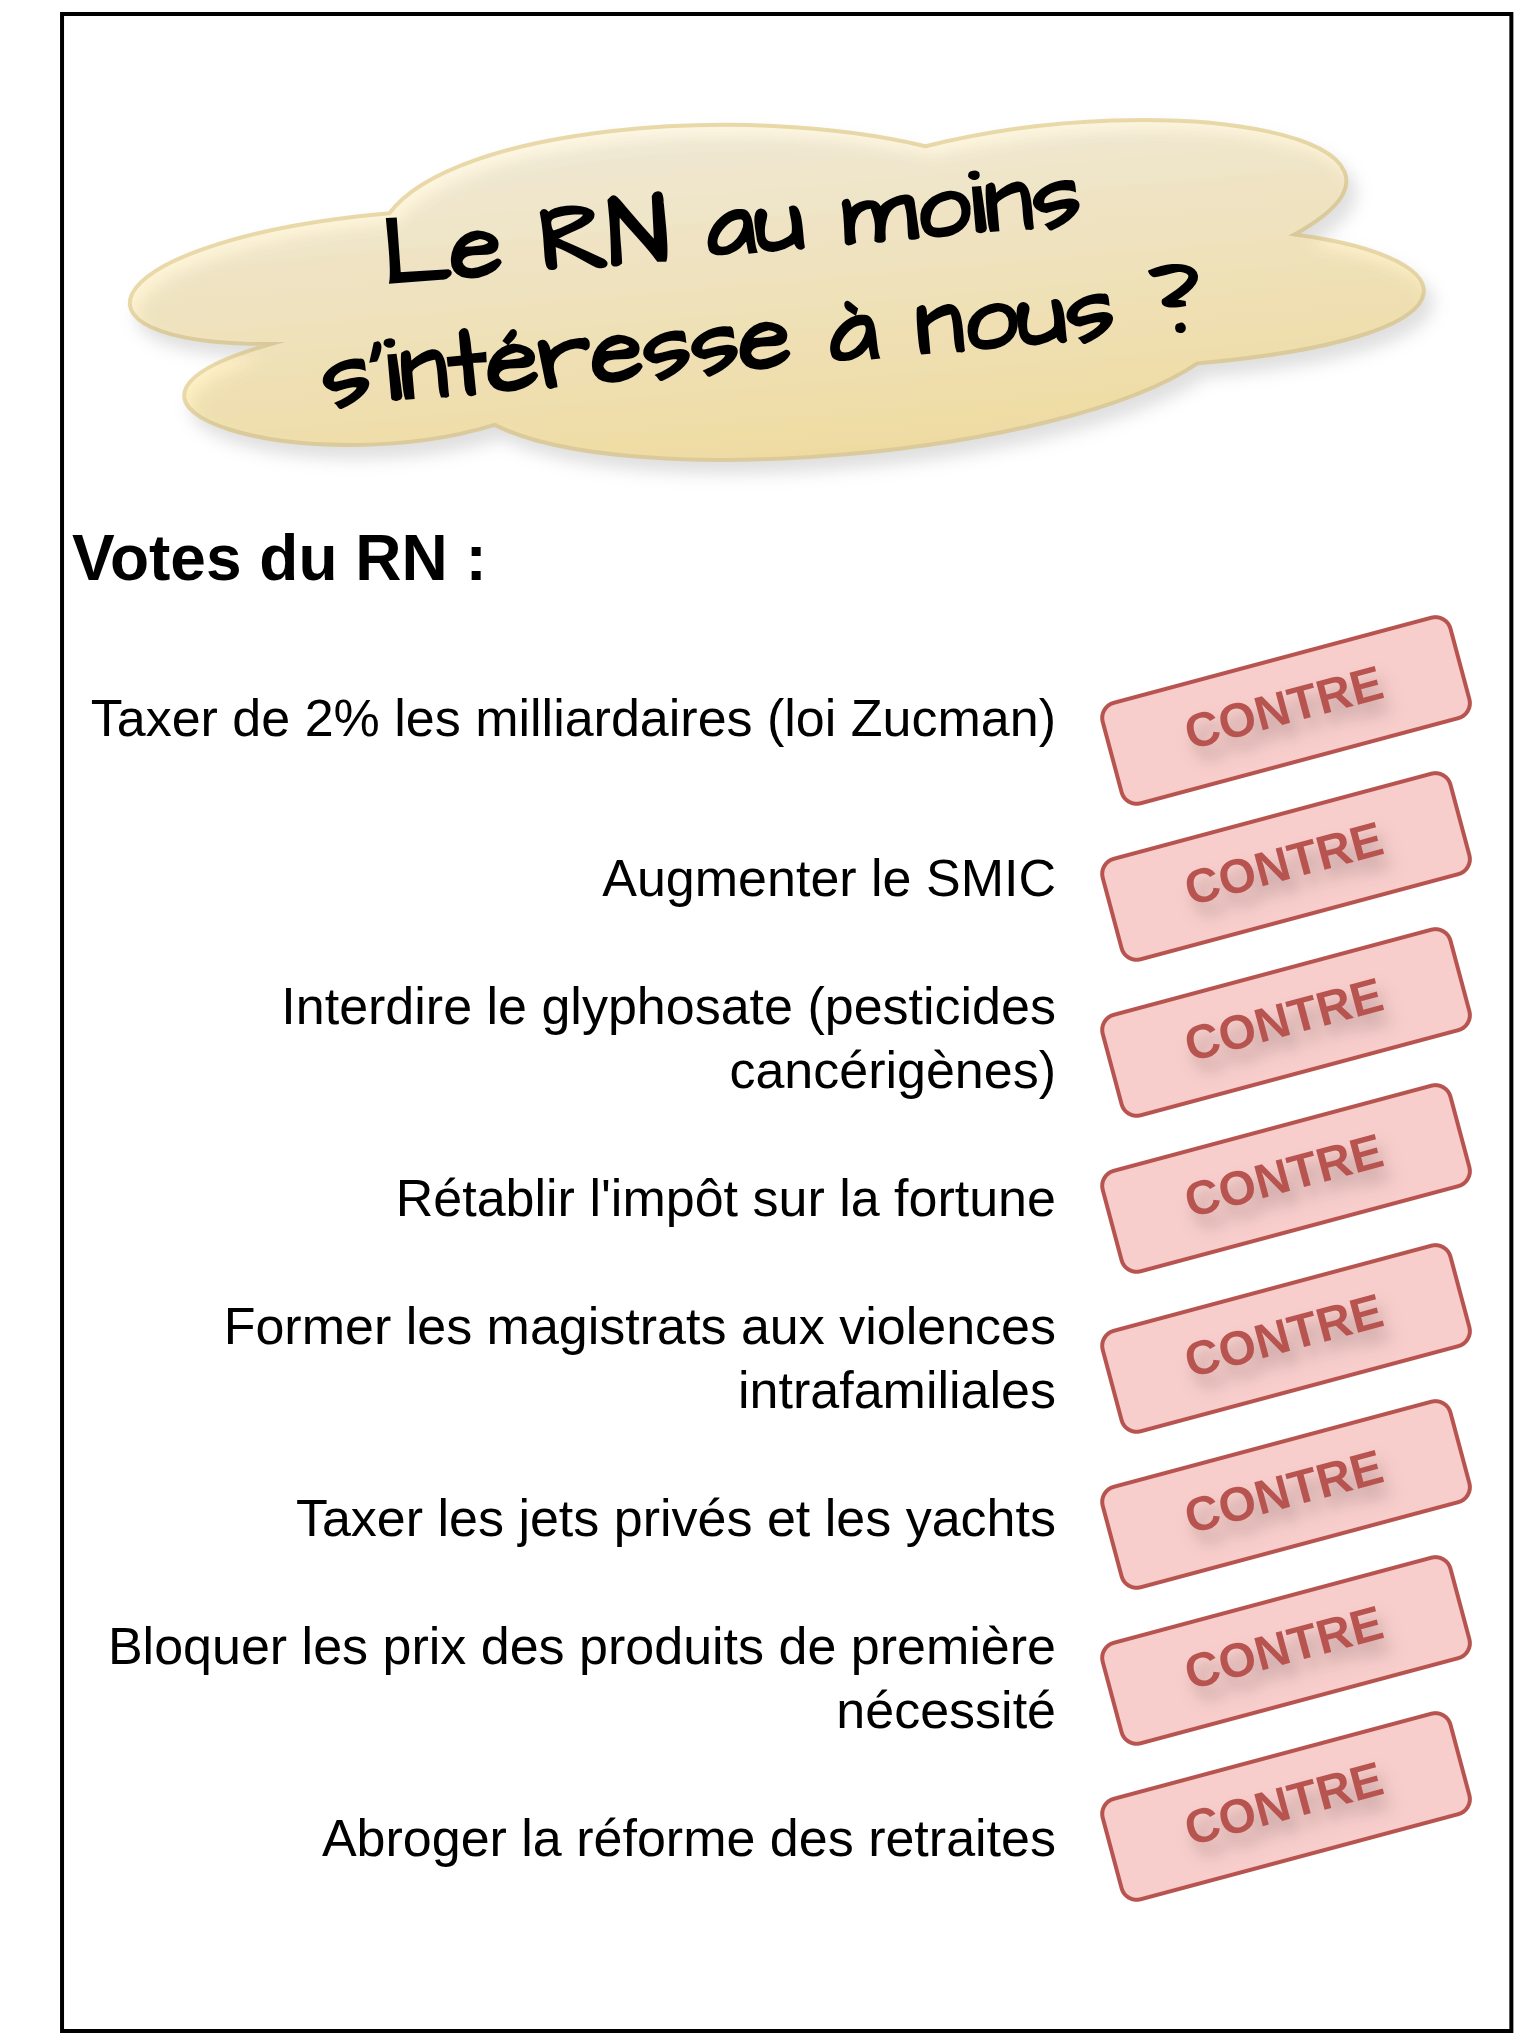 Le RN au moins
s'intéresse à nous ?
Votes du RN :
Taxer de 2% les milliardaires (loi Zucman)
CONTRE
Augmenter le SMIC
CONTRE
Interdire le glyphosate (pesticides
cancérigènes)
CONTRE
Rétablir l'impôt sur la fortune
CONTRE
Former les magistrats aux violences
intrafamiliales
CONTRE
Taxer les jets privés et les yachts
CONTRE
Bloquer les prix des produits de première
nécessité
CONTRE
Abroger la réforme des retraites
CONTRE